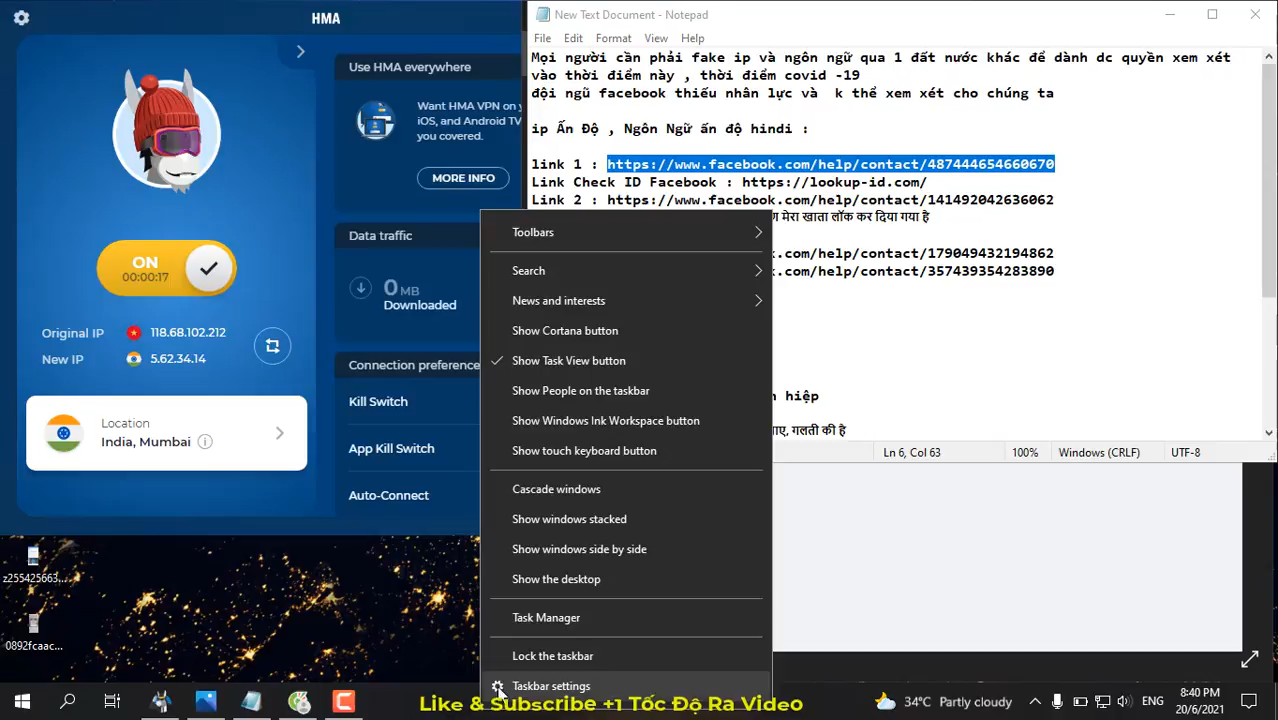 HMA
Use HMA everywhere
Want HMA VPN on y
iOS, and Android TV
you covered.
MORE INFO
ON
00:00:17
Original IP 118.68.102.212
New IP 5.62.34.14
Location
India, Mumbai
Data traffic
0 MB
Downloaded
Connection preference
Kill Switch
App Kill Switch
Auto-Connect
New Text Document - Notepad
File Edit Format View Help
Mọi người cần phải fake ip và ngôn ngữ qua 1 đất nước khác để dành dc quyền xem xét
vào thời điểm này , thời điểm covid -19
đội ngũ facebook thiếu nhân lực và k thể xem xét cho chúng ta
ip Ấn Độ , Ngôn Ngữ ấn độ hindi :
link 1 : https://www.facebook.com/help/contact/487444654660670
Link Check ID Facebook : https://lookup-id.com/
Link 2 : https://www.facebook.com/help/contact/141492042636062
मेरा खाता लॉक कर दिया गया है
k.com/help/contact/179049432194862
k.com/help/contact/357439354283890
hiệp
गलती की है
Ln 6, Col 63 100% Windows (CRLF) UTF-8
Toolbars
Search
News and interests
Show Cortana button
Show Task View button
Show People on the taskbar
Show Windows Ink Workspace button
Show touch keyboard button
Cascade windows
Show windows stacked
Show windows side by side
Show the desktop
Task Manager
Lock the taskbar
Taskbar settings
z255425663...
0892fcaac...
Like & Subscribe +1 Tốc Độ Ra Video
34°C Partly cloudy
ENG
8:40 PM
20/6/2021